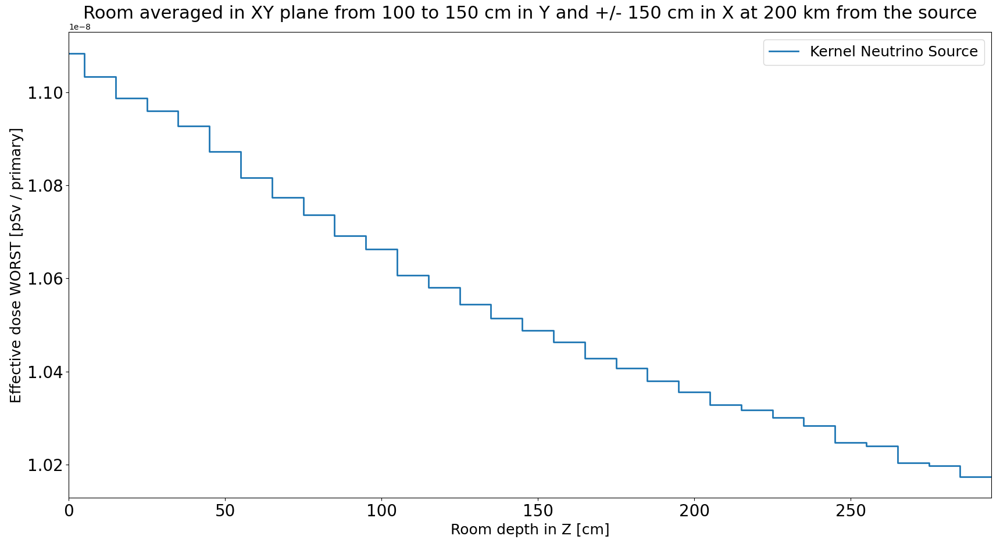 Room averaged in XY plane from 100 to 150 cm in Y and +/- 150 cm in X at 200 km from the source
1e−8
Kernel Neutrino Source
1.10
1.08
1.06
1.04
1.02
Effective dose WORST [pSv / primary]
0 50 100 150 200 250
Room depth in Z [cm]